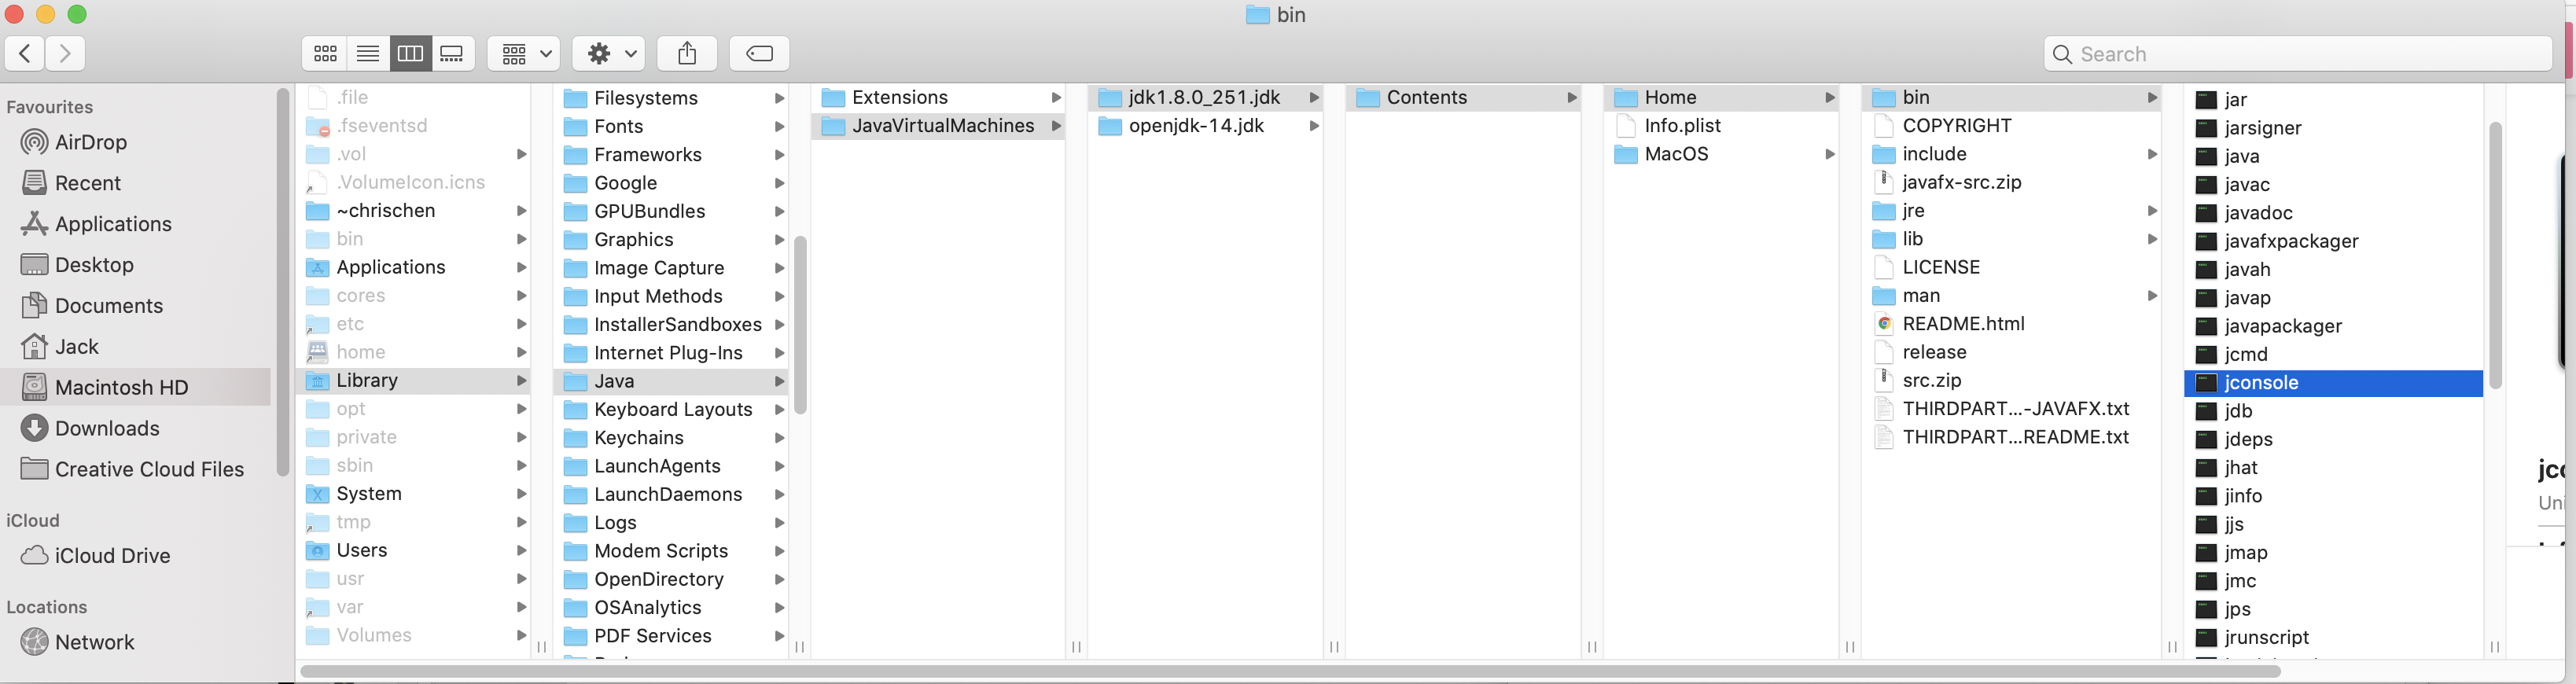 bin
Search
Favourites
AirDrop
Recent
Applications
Desktop
Documents
Jack
Macintosh HD
Downloads
Creative Cloud Files
iCloud
iCloud Drive
Locations
Network
.file
.fseventsd
.vol
.VolumeIcon.icns
~chrischen
bin
Applications
cores
etc
home
Library
opt
private
sbin
System
tmp
Users
usr
var
Volumes
Filesystems
Fonts
Frameworks
Google
GPUBundles
Graphics
Image Capture
Input Methods
InstallerSandboxes
Internet Plug-Ins
Java
Keyboard Layouts
Keychains
LaunchAgents
LaunchDaemons
Logs
Modem Scripts
OpenDirectory
OSAnalytics
PDF Services
Extensions
JavaVirtualMachines
jdk1.8.0_251.jdk
openjdk-14.jdk
Contents
Home
Info.plist
MacOS
bin
COPYRIGHT
include
javafx-src.zip
jre
lib
LICENSE
man
README.html
release
src.zip
THIRDPART...-JAVAFX.txt
THIRDPART...README.txt
jar
jarsigner
java
javac
javadoc
javafxpackager
javah
javap
javapackager
jcmd
jconsole
jdb
jdeps
jhat
jinfo
jjs
jmap
jmc
jps
jrunscript